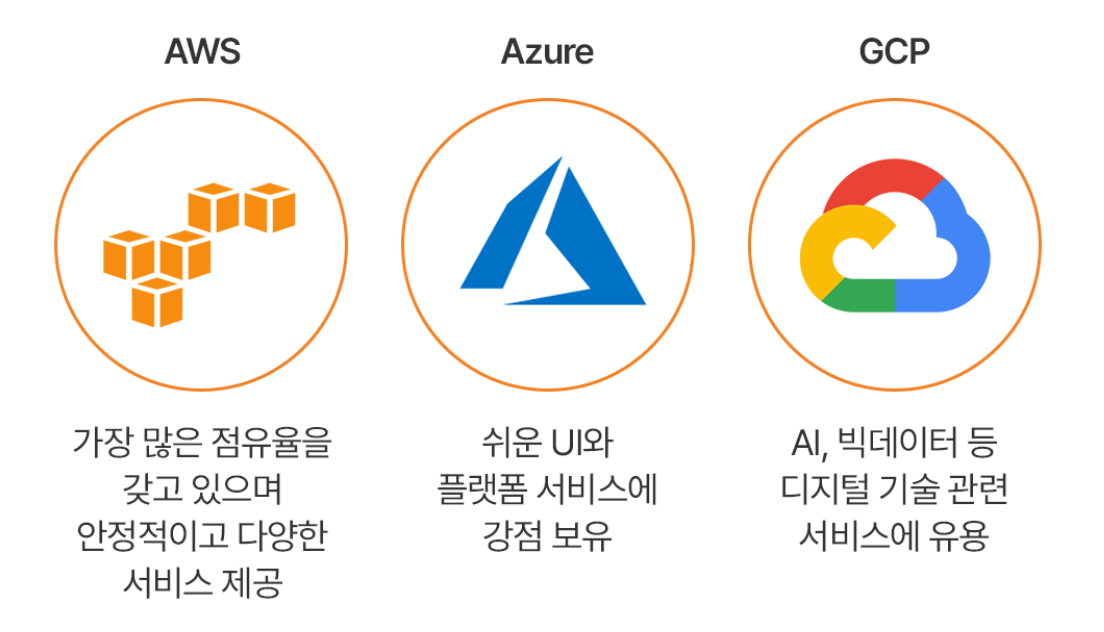 AWS
Azure
GCP
가장 많은 점유율을
갖고 있으며
안정적이고 다양한
서비스 제공
쉬운 UI와
플랫폼 서비스에
강점 보유
AI, 빅데이터 등
디지털 기술 관련
서비스에 유용